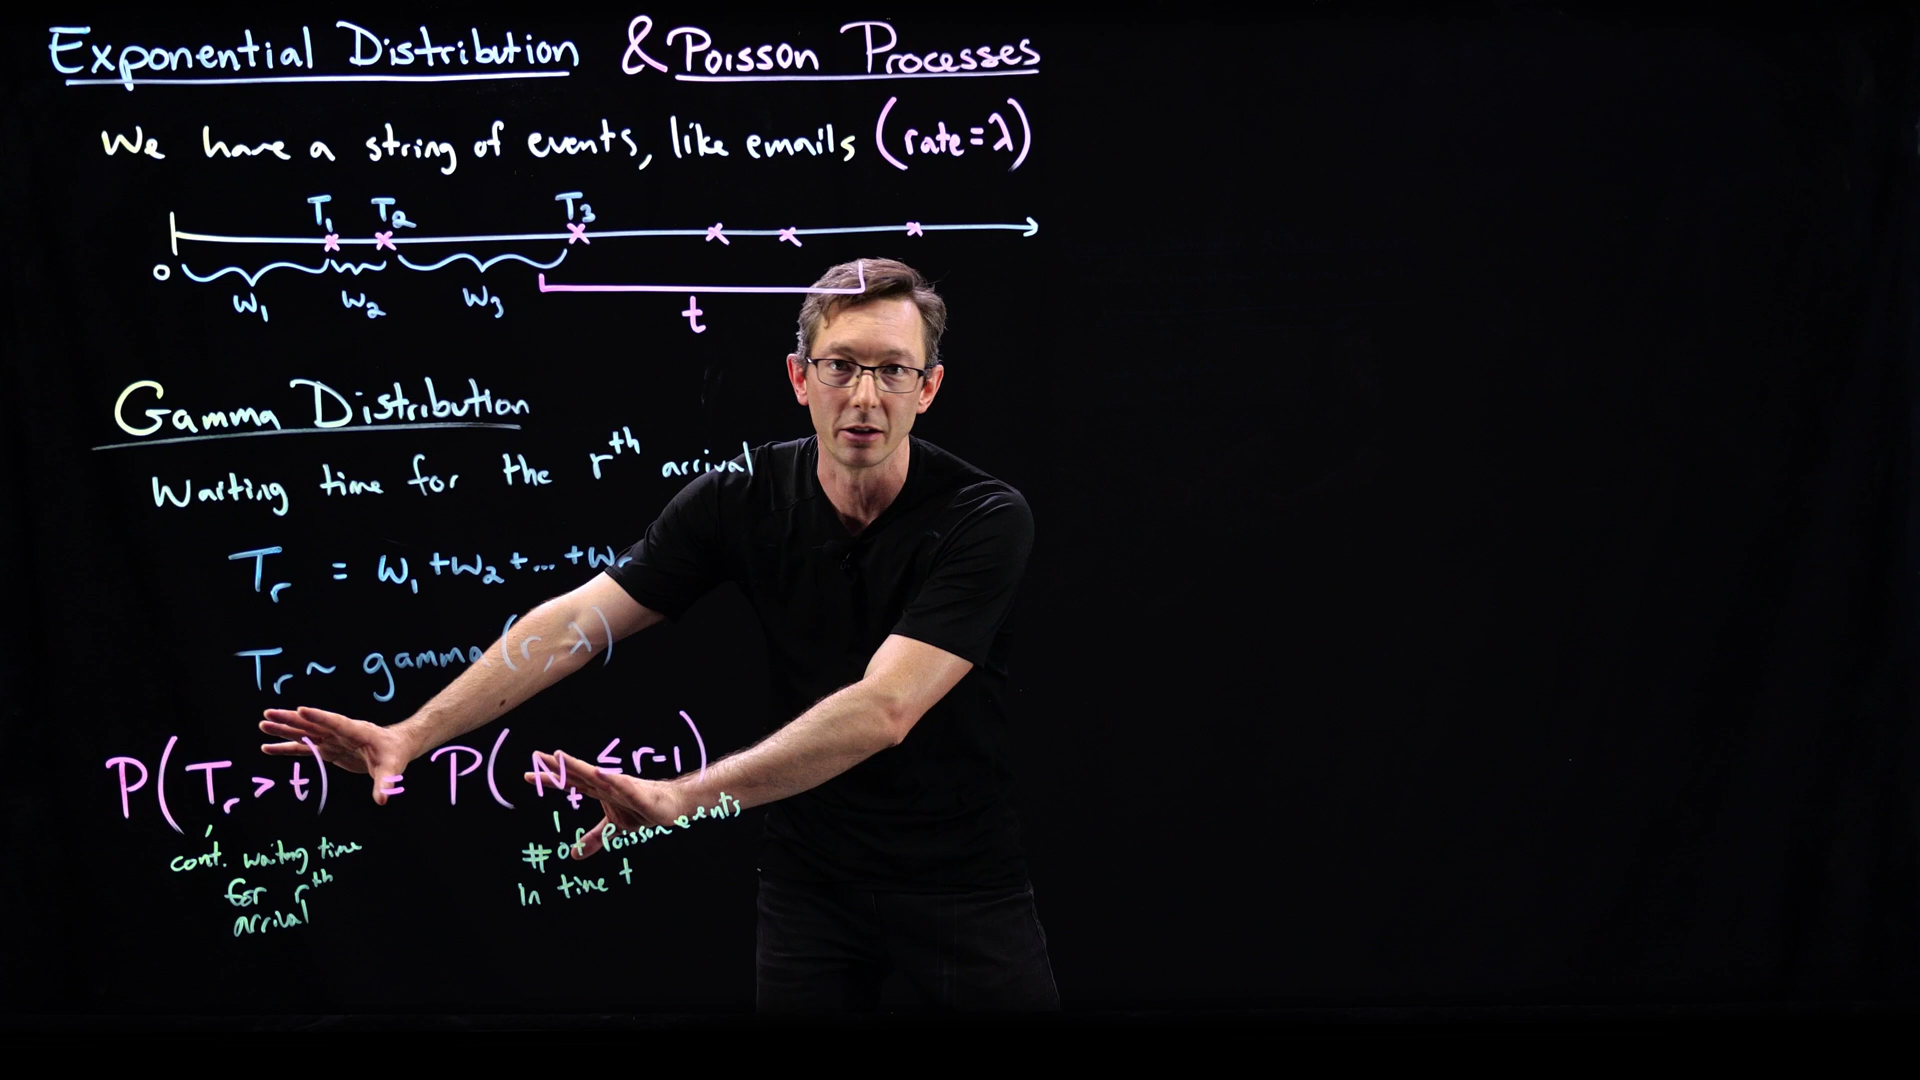 Exponential Distribution & Poisson Processes
We have a string of events, like emails (rate=λ)
T₁ T₂ T₃
0
W₁ W₂ W₃
t
Gamma Distribution
Waiting time for the rᵗʰ arrival
Tᵣ = W₁+W₂+...+Wᵣ
Tᵣ ~ gamma(r, λ)
P(Tᵣ > t) = P(Nₜ ≤ r-1)
cont. waiting time
for rᵗʰ
arrival
# of Poisson events
in time t